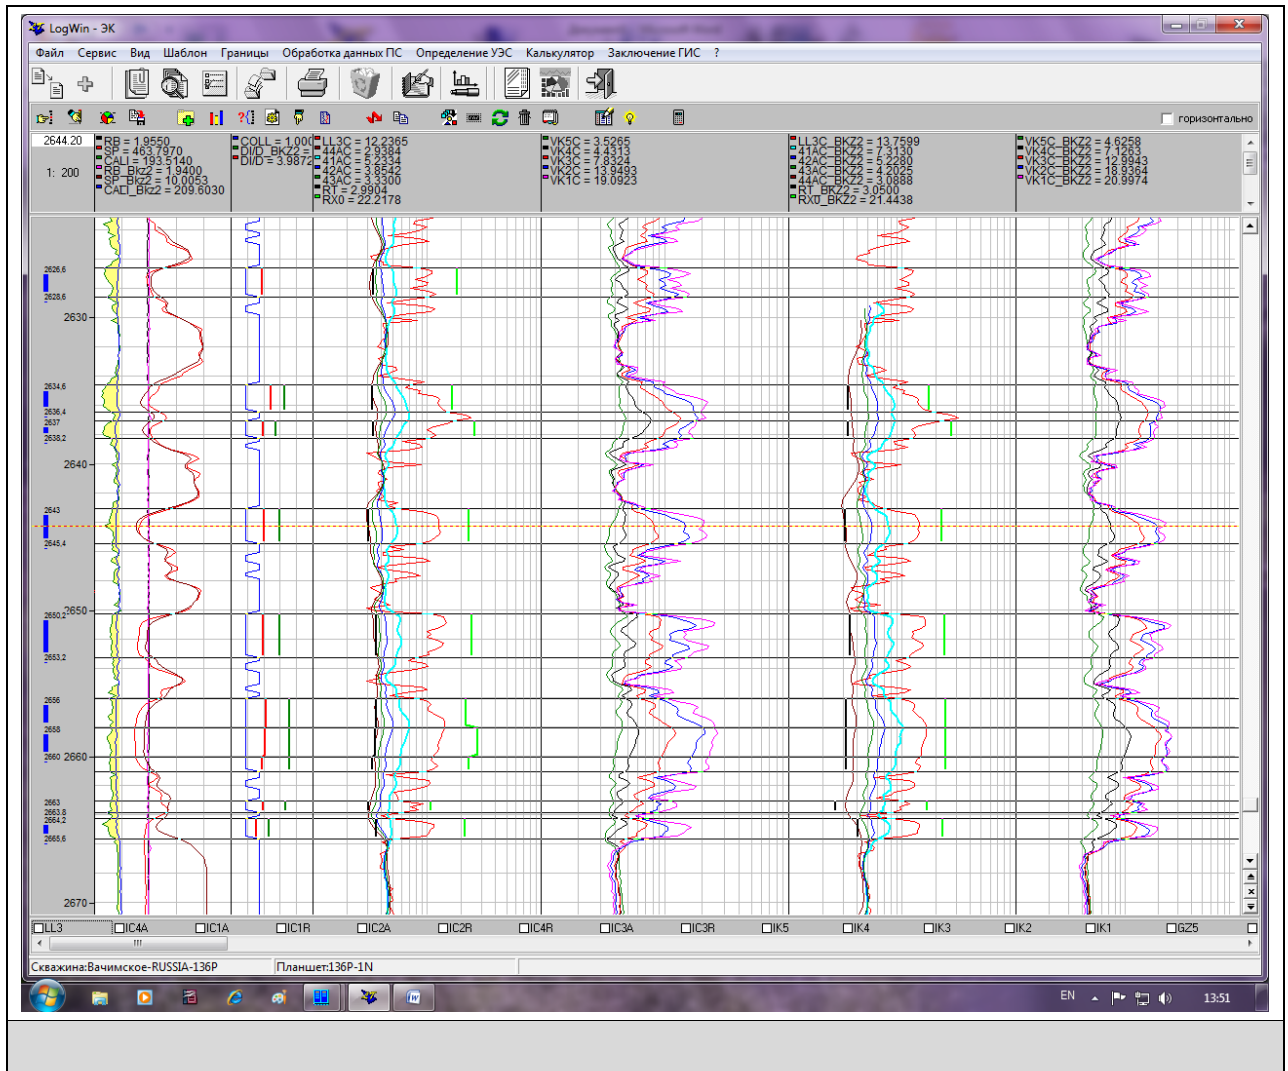 LogWin - ЭК
Файл Сервис Вид Шаблон Границы Обработка данных ПС Определение УЭС Калькулятор Заключение ГИС ?
горизонтально
2644.20
1: 200
RB = 1.9550
SP = 463.7970
CALI = 193.5140
RB_Bkz2 = 1.9400
SP_Bkz2 = 10.0053
CALI_Bkz2 = 209.6030
COLL = 1.000
DI/D_BKZ2 =
DI/D = 3.9872
LL3C = 12.2365
44AC = 2.9384
41AC = 5.2334
42AC = 3.8542
43AC = 3.3300
RT = 2.9904
RX0 = 22.2178
VK5C = 3.5265
VK4C = 4.4313
VK3C = 7.8324
VK2C = 13.9493
VK1C = 19.0923
LL3C_BKZ2 = 13.7599
41AC_BKZ2 = 7.3130
42AC_BKZ2 = 5.2280
43AC_BKZ2 = 4.2025
44AC_BKZ2 = 3.0888
RT_BKZ2 = 3.0500
RX0_BKZ2 = 21.4438
VK5C_BKZ2 = 4.6258
VK4C_BKZ2 = 7.1263
VK3C_BKZ2 = 12.9943
VK2C_BKZ2 = 18.9364
VK1C_BKZ2 = 20.9974
2626,6
2628,6
2630
2634,6
2636,4
2637
2638,2
2640
2643
2645,4
2650,2
2650
2653,2
2656
2658
2660 2660
2663
2663,8
2664,2
2665,6
2670
LL3 IC4A IC1A IC1R IC2A IC2R IC4R IC3A IC3R IK5 IK4 IK3 IK2 IK1 GZ5
Скважина:Вачимское-RUSSIA-136P Планшет:136P-1N
EN 13:51